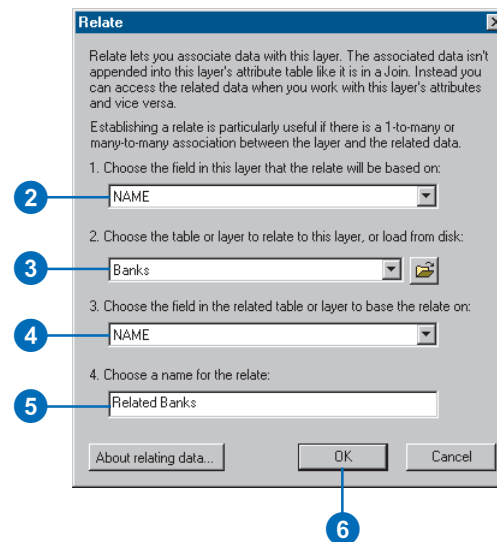 Relate
Relate lets you associate data with this layer. The associated data isn't
appended into this layer's attribute table like it is in a Join. Instead you
can access the related data when you work with this layer's attributes
and vice versa.
Establishing a relate is particularly useful if there is a 1-to-many or
many-to-many association between the layer and the related data.
1. Choose the field in this layer that the relate will be based on:
2 NAME
2. Choose the table or layer to relate to this layer, or load from disk:
3 Banks
3. Choose the field in the related table or layer to base the relate on:
4 NAME
4. Choose a name for the relate:
5 Related Banks
About relating data... OK Cancel
6